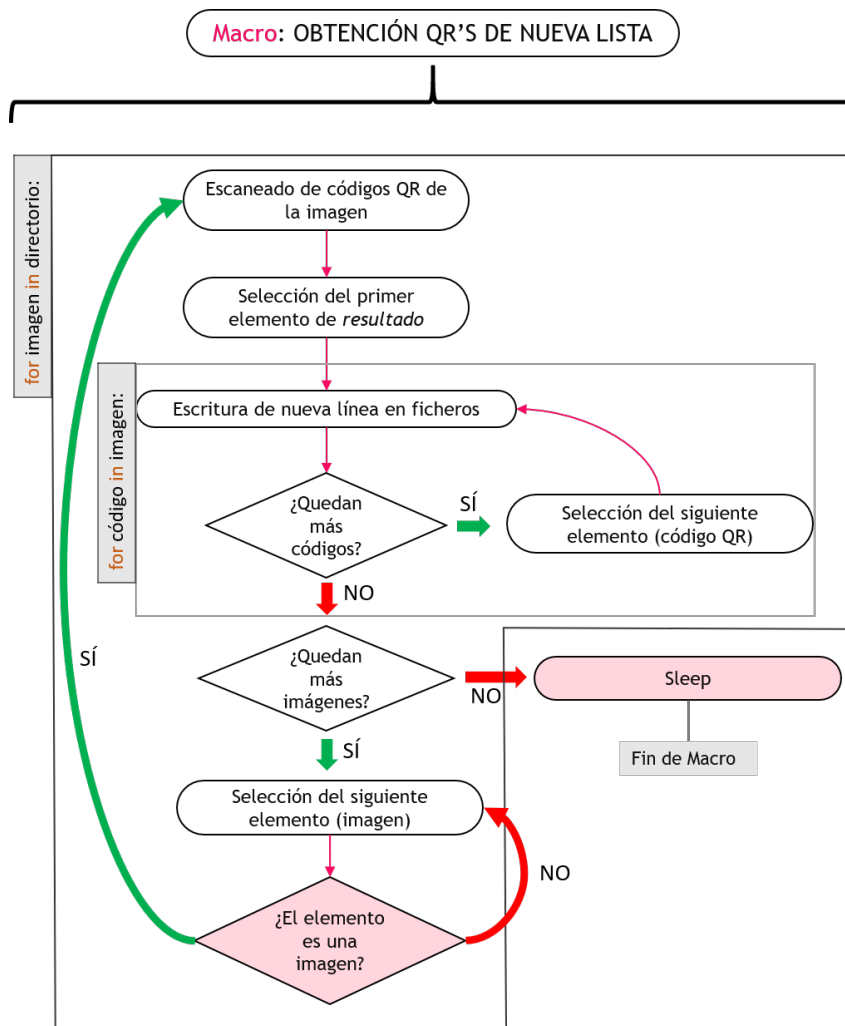 Macro: OBTENCIÓN QR'S DE NUEVA LISTA
for imagen in directorio:
Escaneado de códigos QR de
la imagen
Selección del primer
elemento de resultado
for código in imagen:
Escritura de nueva línea en ficheros
¿Quedan
más
códigos?
SÍ
Selección del siguiente
elemento (código QR)
NO
¿Quedan
más
imágenes?
NO
Sleep
Fin de Macro
SÍ
SÍ
Selección del siguiente
elemento (imagen)
NO
¿El elemento
es una
imagen?